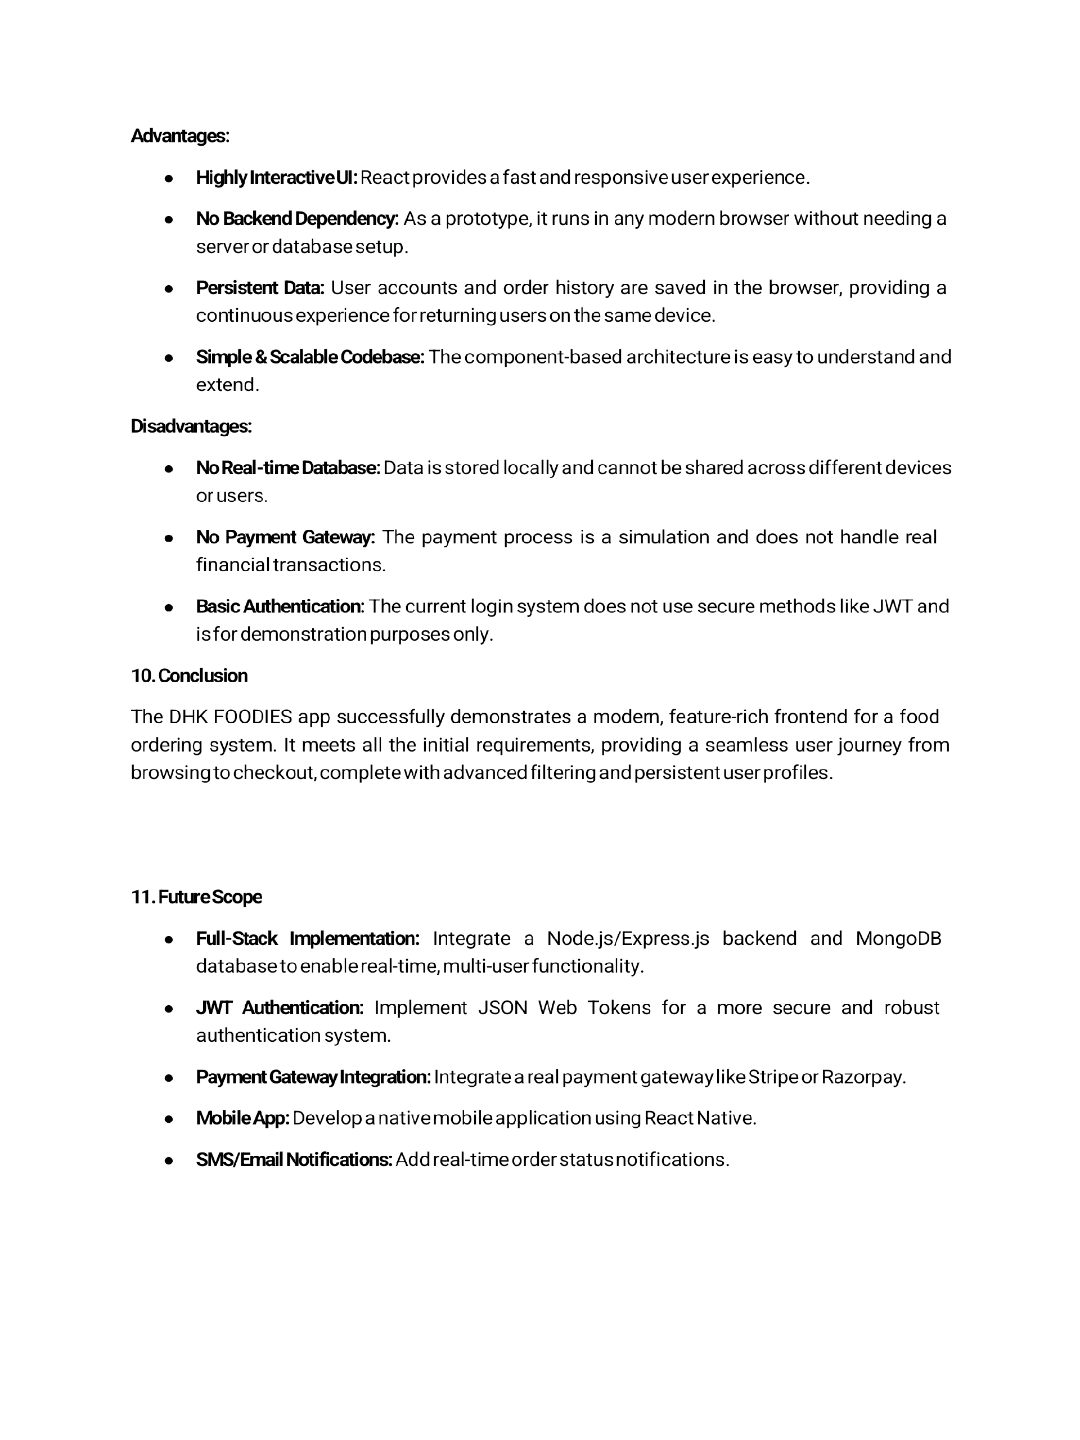 Advantages:
● Highly Interactive UI: React provides a fast and responsive user experience.
● No Backend Dependency: As a prototype, it runs in any modern browser without needing a
server or database setup.
● Persistent Data: User accounts and order history are saved in the browser, providing a
continuous experience for returning users on the same device.
● Simple & Scalable Codebase: The component-based architecture is easy to understand and
extend.
Disadvantages:
● No Real-time Database: Data is stored locally and cannot be shared across different devices
or users.
● No Payment Gateway: The payment process is a simulation and does not handle real
financial transactions.
● Basic Authentication: The current login system does not use secure methods like JWT and
is for demonstration purposes only.
10. Conclusion
The DHK FOODIES app successfully demonstrates a modern, feature-rich frontend for a food
ordering system. It meets all the initial requirements, providing a seamless user journey from
browsing to checkout, complete with advanced filtering and persistent user profiles.
11. Future Scope
● Full-Stack Implementation: Integrate a Node.js/Express.js backend and MongoDB
database to enable real-time, multi-user functionality.
● JWT Authentication: Implement JSON Web Tokens for a more secure and robust
authentication system.
● Payment Gateway Integration: Integrate a real payment gateway like Stripe or Razorpay.
● Mobile App: Develop a native mobile application using React Native.
● SMS/Email Notifications: Add real-time order status notifications.